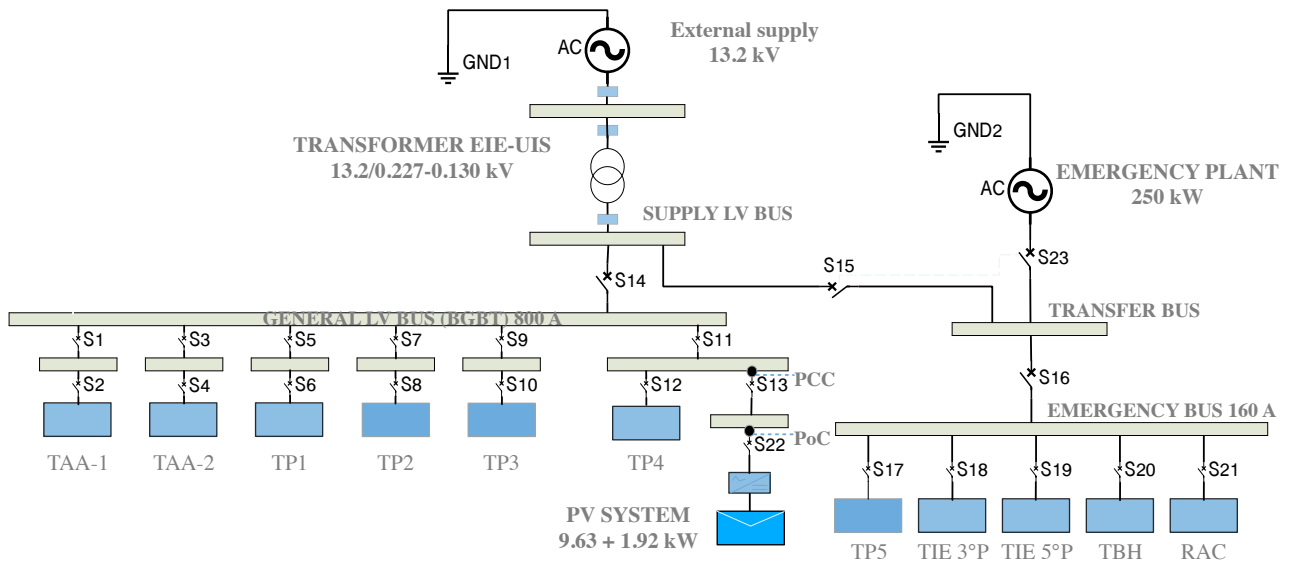 External supply
13.2 kV
AC
GND1
GND2
TRANSFORMER EIE-UIS
13.2/0.227-0.130 kV
AC
EMERGENCY PLANT
250 kW
SUPPLY LV BUS
S23
S15
S14
TRANSFER BUS
GENERAL LV BUS (BGBT) 800 A
S1
S3
S5
S7
S9
S11
S16
PCC
S2
S4
S6
S8
S10
S12
S13
EMERGENCY BUS 160 A
PoC
S22
TAA-1
TAA-2
TP1
TP2
TP3
TP4
S17
S18
S19
S20
S21
PV SYSTEM
9.63 + 1.92 kW
TP5
TIE 3°P
TIE 5°P
TBH
RAC